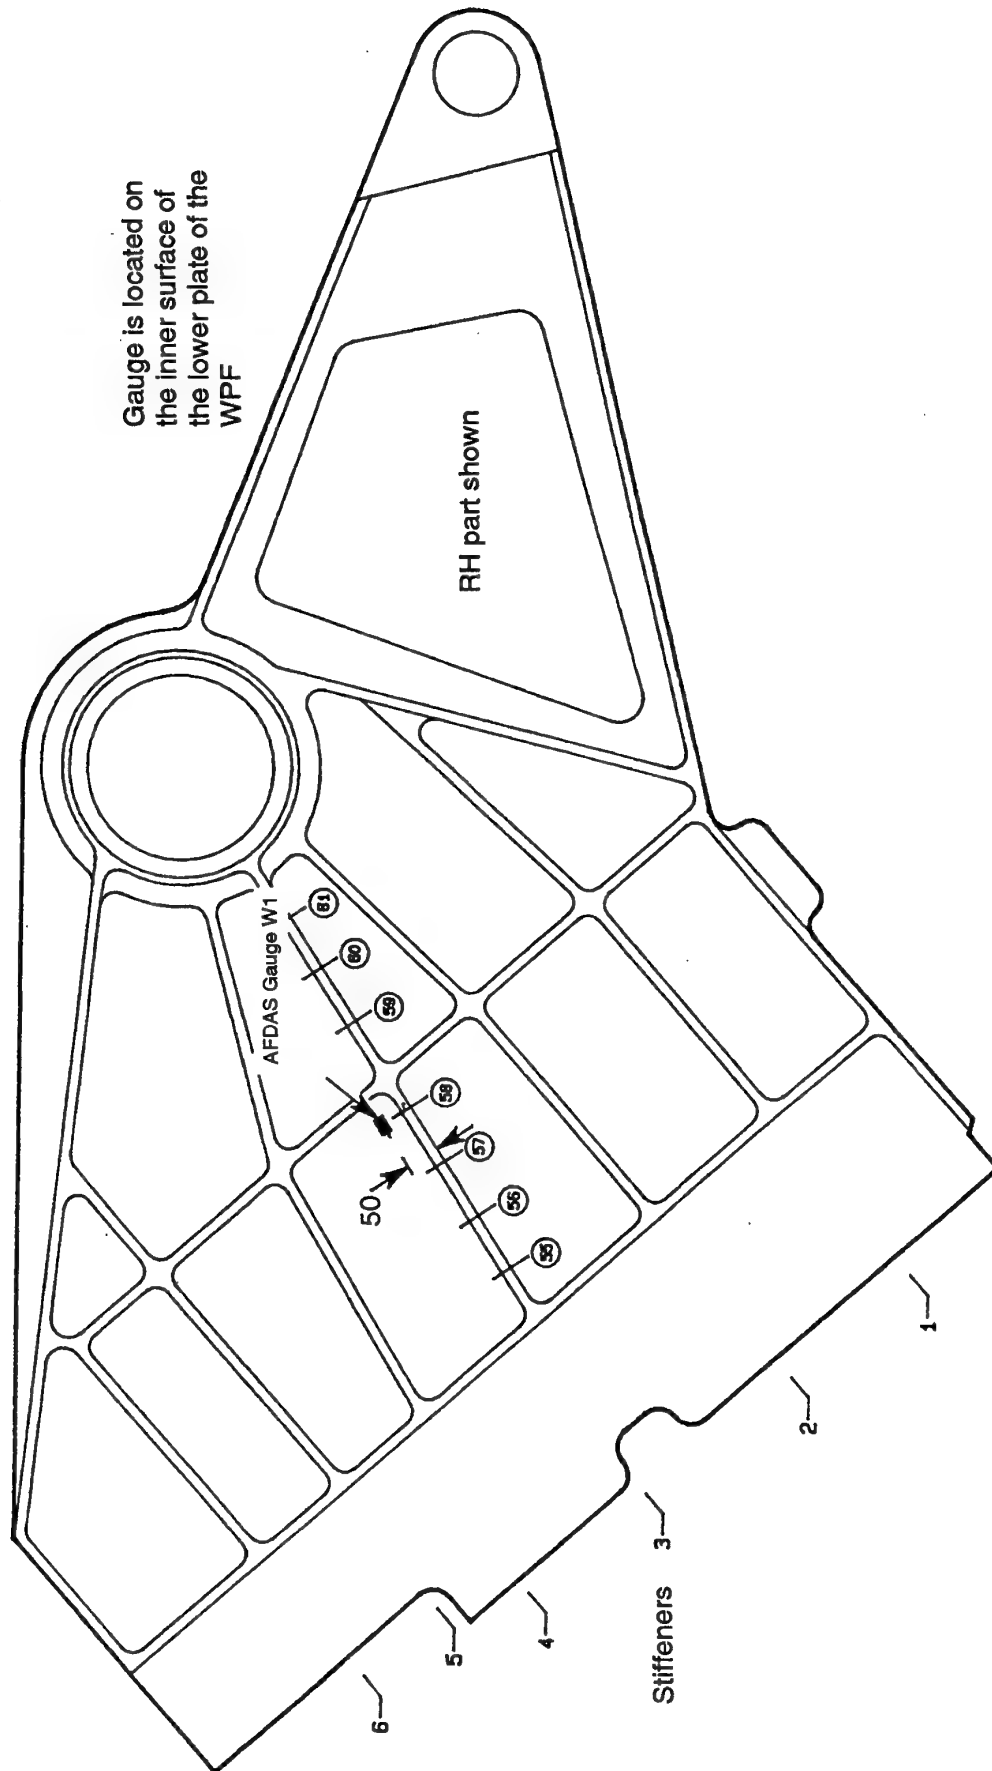 Gauge is located on
the inner surface of
the lower plate of the
WPF
RH part shown
AFDAS Gauge W1
61
60
59
58
57
56
55
50
1
2
3
4
5
6
Stiffeners